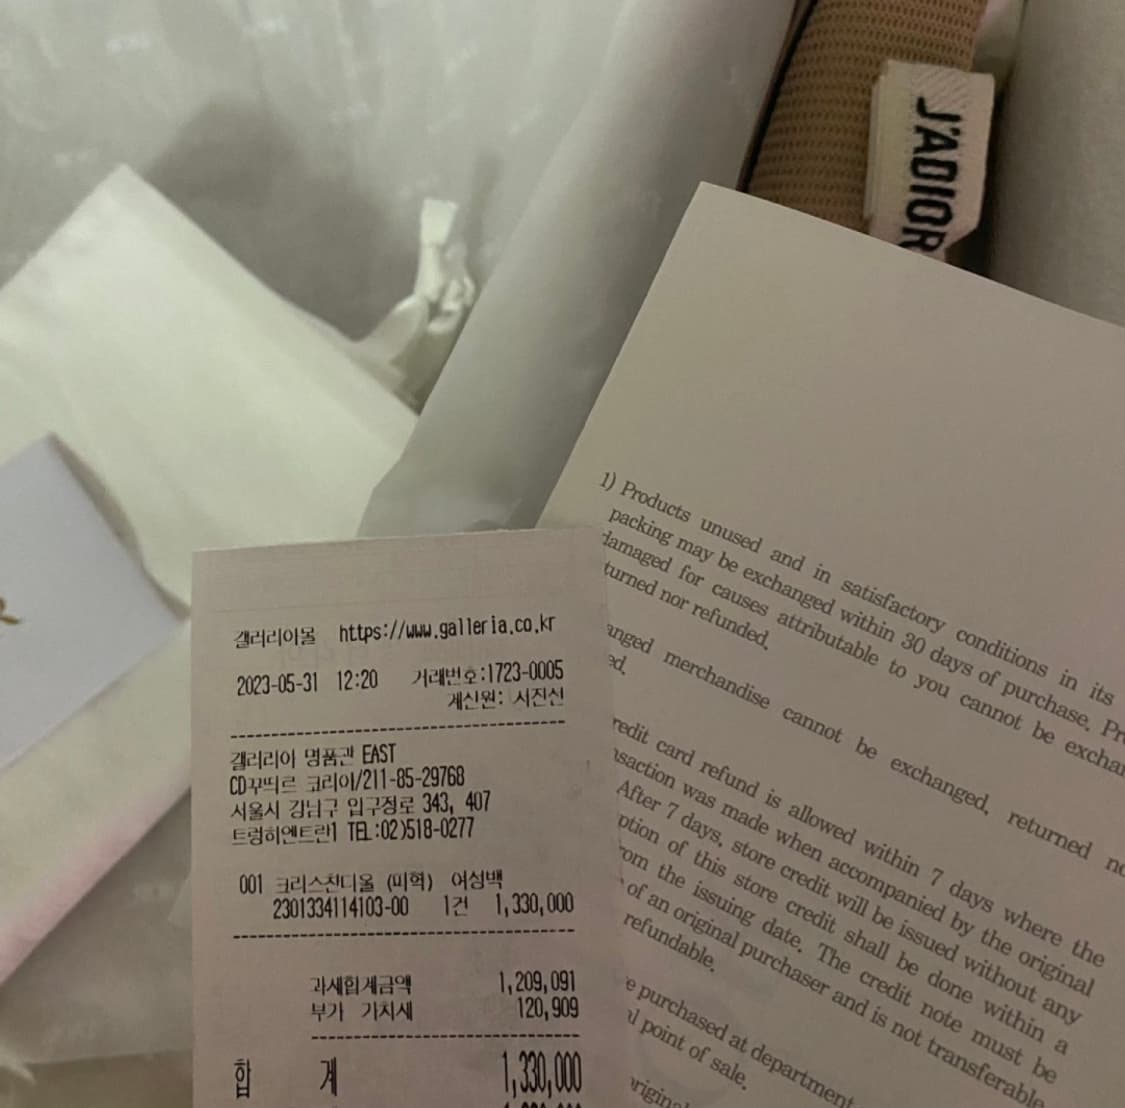 J'ADIOR
갤러리아몰 https://www.galleria.co.kr
2023-05-31 12:20 거래번호:1723-0005
계신원: 서진신
갤러리아 명품관 EAST
CD꾸띄르 코리아/211-85-29768
서울시 강남구 압구정로 343, 407
트렁히엔트란1 TEL:02)518-0277
001 크리스찬디올 (미혁) 여성백
2301334114103-00 1건 1,330,000
과세합계금액 1,209,091
부가 가치세 120,909
합 계 1,330,000
1) Products unused and in satisfactory conditions in its
packing may be exchanged within 30 days of purchase.
damaged for causes attributable to you cannot be
turned nor refunded.
merchandise cannot be exchanged, returned
ed.
redit card refund is allowed within 7 days where the
nsaction was made when accompanied by the original
After 7 days, store credit will be issued without any
ption of this store credit shall be done within a
rom the issuing date. The credit note must be
of an original purchaser and is not transferable
refundable.
e purchased at department
al point of sale.
original